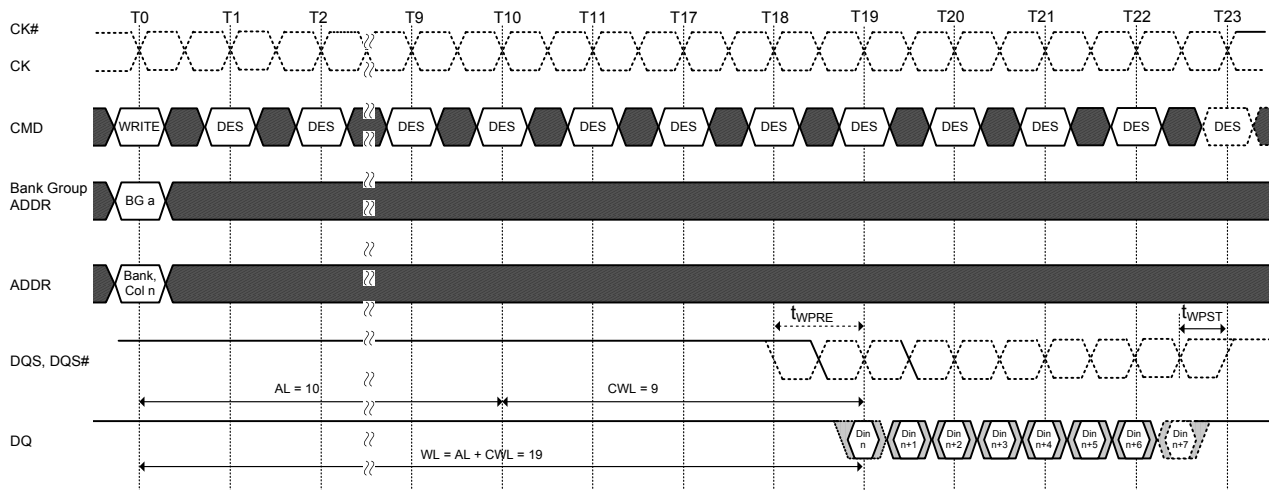 T0 T1 T2 T9 T10 T11 T17 T18 T19 T20 T21 T22 T23
CK#
CK
CMD WRITE DES DES DES DES DES DES DES DES DES DES DES DES
Bank Group
ADDR
BG a
ADDR
Bank,
Col n
tWPRE tWPST
DQS, DQS#
AL = 10 CWL = 9
DQ
Din n Din n+1 Din n+2 Din n+3 Din n+4 Din n+5 Din n+6 Din n+7
WL = AL + CWL = 19